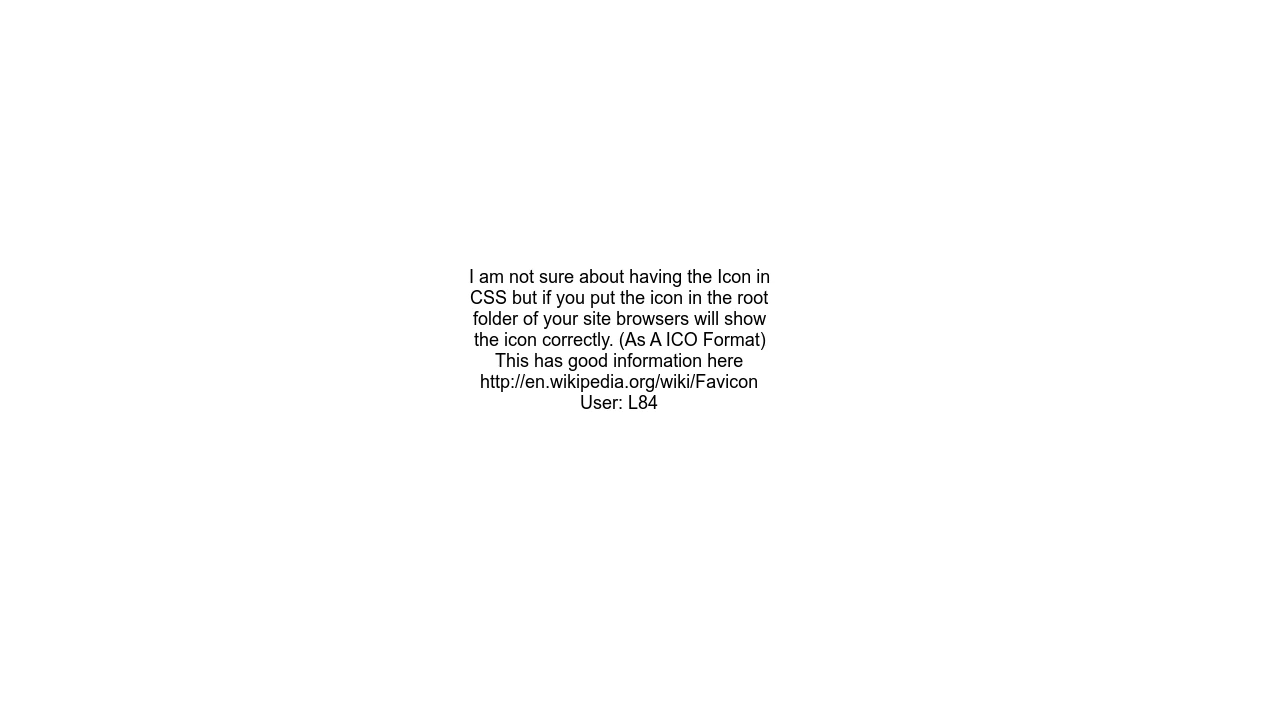 I am not sure about having the Icon in
CSS but if you put the icon in the root
folder of your site browsers will show
the icon correctly. (As A ICO Format)
This has good information here
http://en.wikipedia.org/wiki/Favicon
User: L84